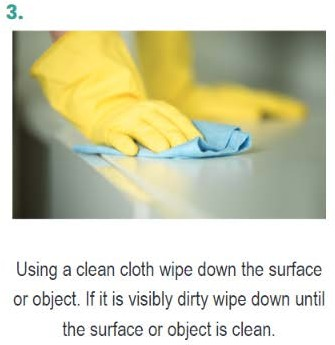 3.
Using a clean cloth wipe down the surface
or object. If it is visibly dirty wipe down until
the surface or object is clean.